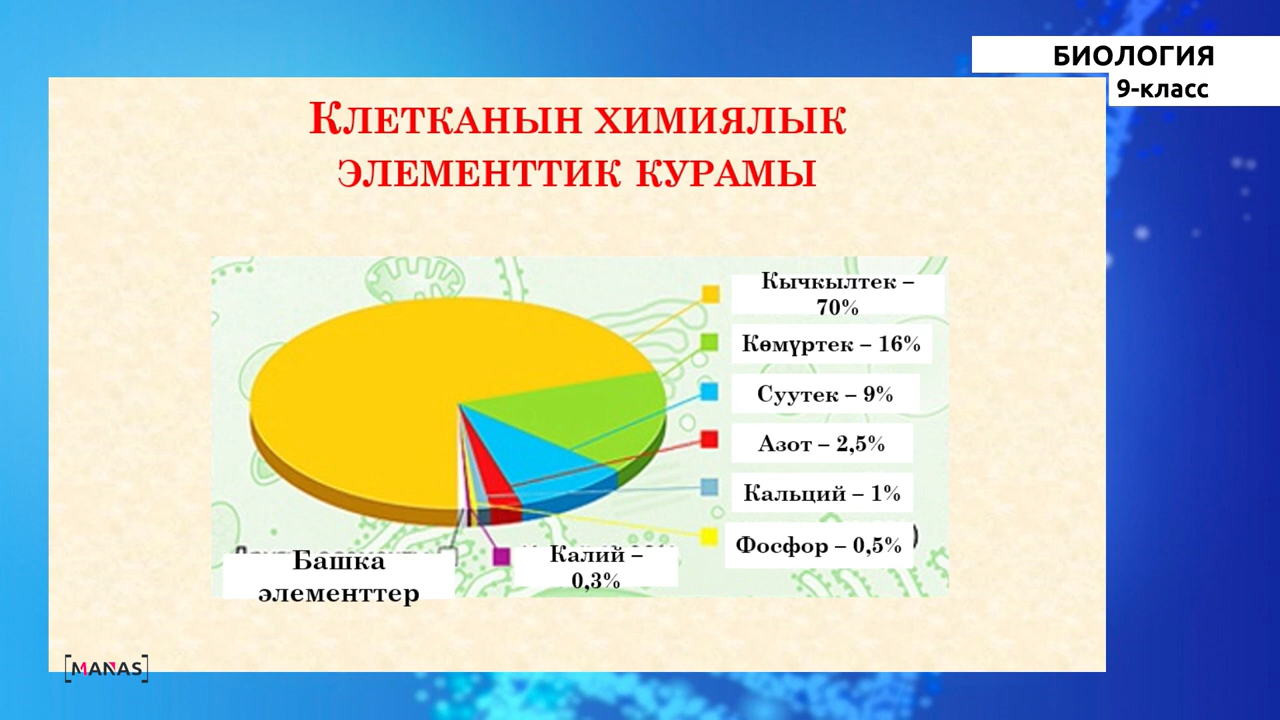 БИОЛОГИЯ
9-класс
Клетканын химиялык
элементтик курамы
Кычкылтек –
70%
Көмүртек – 16%
Суутек – 9%
Азот – 2,5%
Кальций – 1%
Фосфор – 0,5%
Калий –
0,3%
Башка
элементтер
[MANAS]